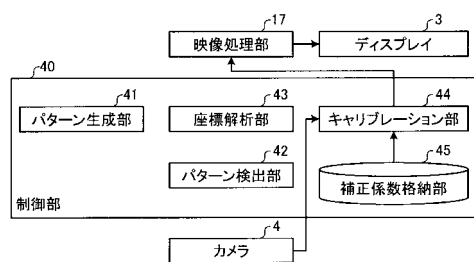 17
映像処理部
3
ディスプレイ
40
41
パターン生成部
43
座標解析部
44
キャリブレーション部
42
パターン検出部
45
補正係数格納部
制御部
4
カメラ